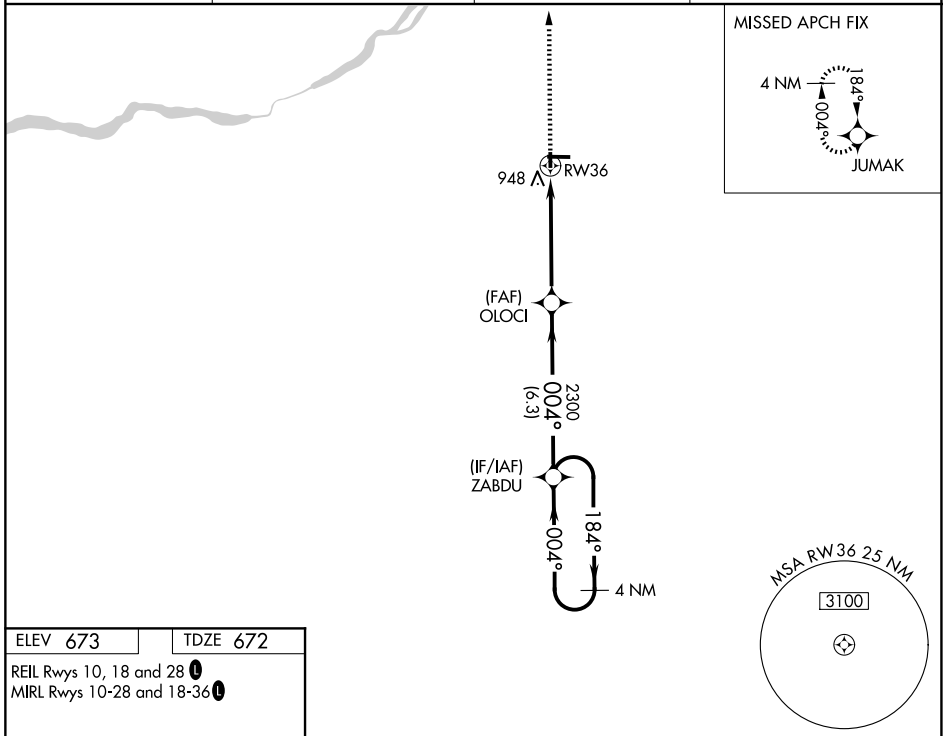 MISSED APCH FIX
4 NM
184°
004°
JUMAK
948
RW36
(FAF)
OLOCI
2300
004°
(6.3)
(IF/IAF)
ZABDU
184°
004°
4 NM
MSA RW36 25 NM
3100
ELEV 673
TDZE 672
REIL Rwys 10, 18 and 28 L
MIRL Rwys 10-28 and 18-36 L